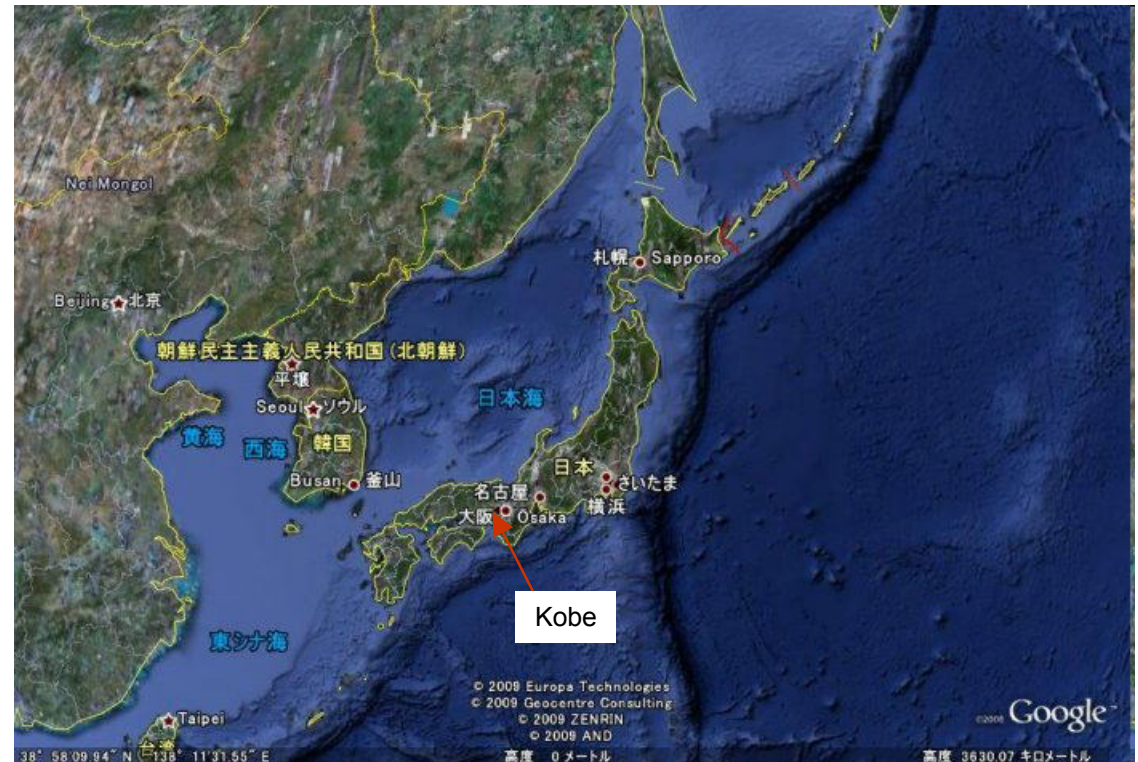 Nei Mongol
札幌 Sapporo
Beijing 北京
朝鮮民主主義人民共和国 (北朝鮮)
平壌
日本海
Seoul ソウル
黄海
西海
韓国
日本
Busan 釜山
名古屋
さいたま
横浜
大阪 Osaka
Kobe
東シナ海
© 2009 Europa Technologies
© 2009 Geocentre Consulting
© 2009 ZENRIN
© 2009 AND
Google
Taipei
台湾
38° 58'09.94" N 138° 11'31.55" E
高度 0 メートル
高度 3630.07 キロメートル